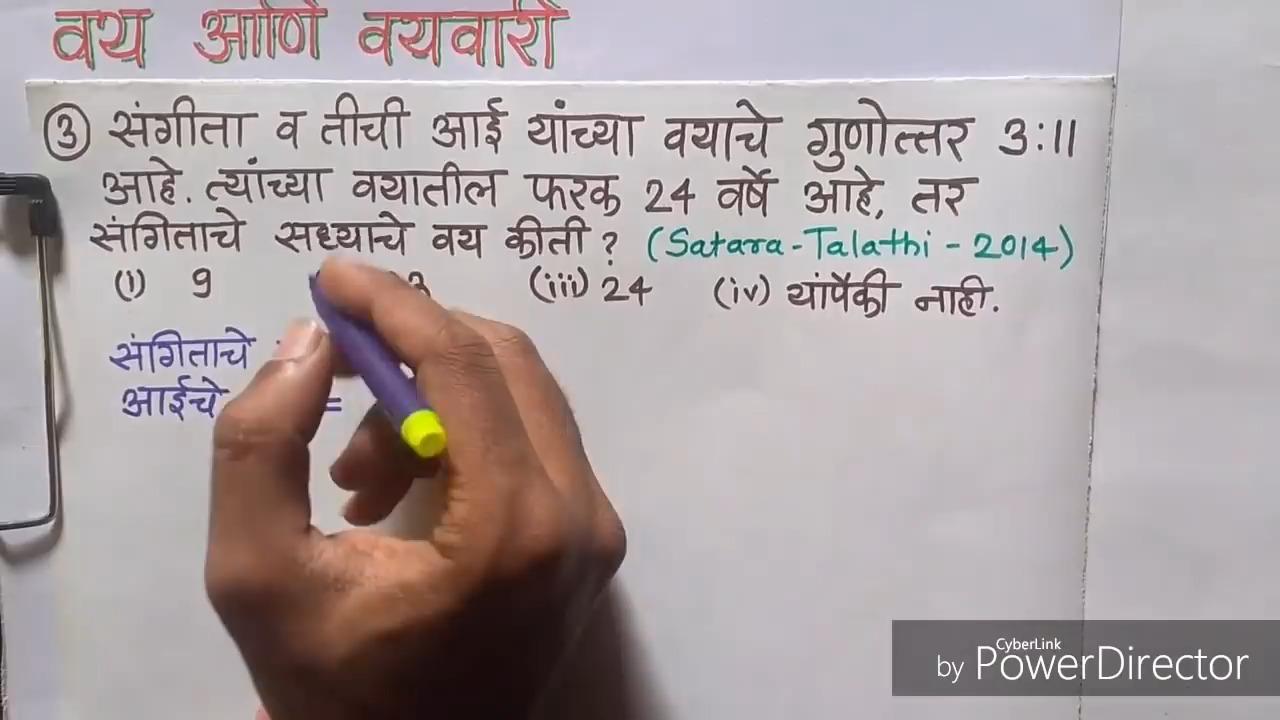 वय आणि वयवारी
③ संगीता व तीची आई यांच्या वयाचे गुणोत्तर 3:11
आहे. त्यांच्या वयातील फरक 24 वर्षे आहे, तर
संगिताचे सध्याचे वय कीती? (Satara-Talathi-2014)
(i) 9 3 (iii) 24 (iv) यांपैकी नाही.
संगिताचे
आईचे =
CyberLink
by PowerDirector